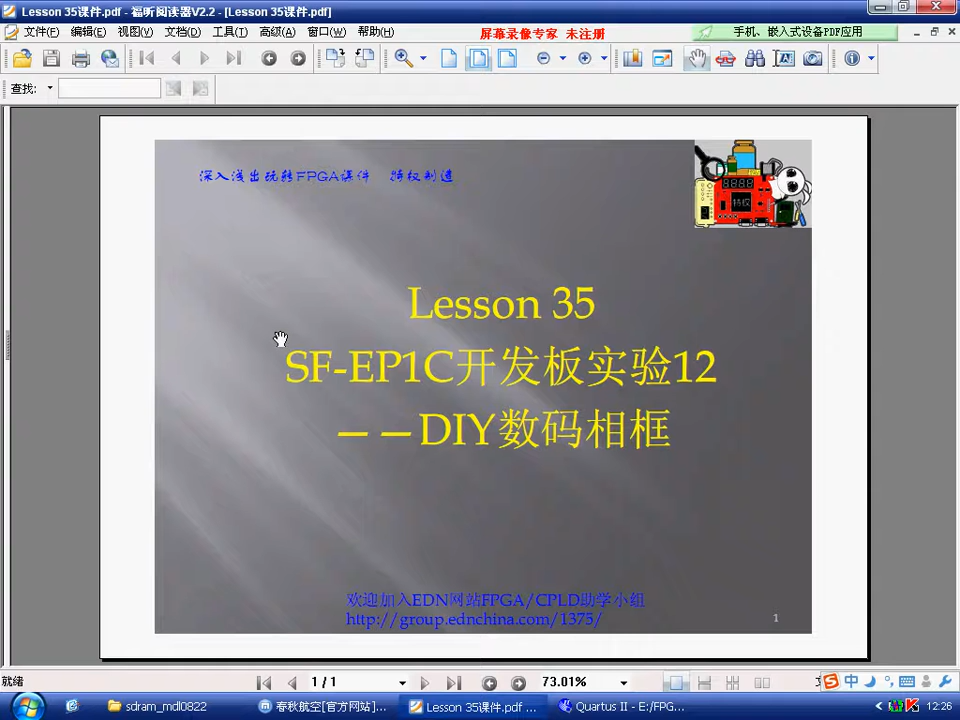 Lesson 35课件.pdf - 福昕阅读器V2.2 - [Lesson 35课件.pdf]
文件(F) 编辑(E) 视图(V) 文档(D) 工具(T) 高级(A) 窗口(W) 帮助(H)
屏幕录像专家 未注册
手机、嵌入式设备PDF应用
查找:
深入浅出玩转FPGA课件 特权制造
特权
Lesson 35
SF-EP1C开发板实验12
——DIY数码相框
欢迎加入EDN网站FPGA/CPLD助学小组
http://group.ednchina.com/1375/
1
就绪
1 / 1
73.01%
中
sdram_mdl0822
春秋航空[官方网站]...
Lesson 35课件.pdf ...
Quartus II - E:/FPG...
12:26